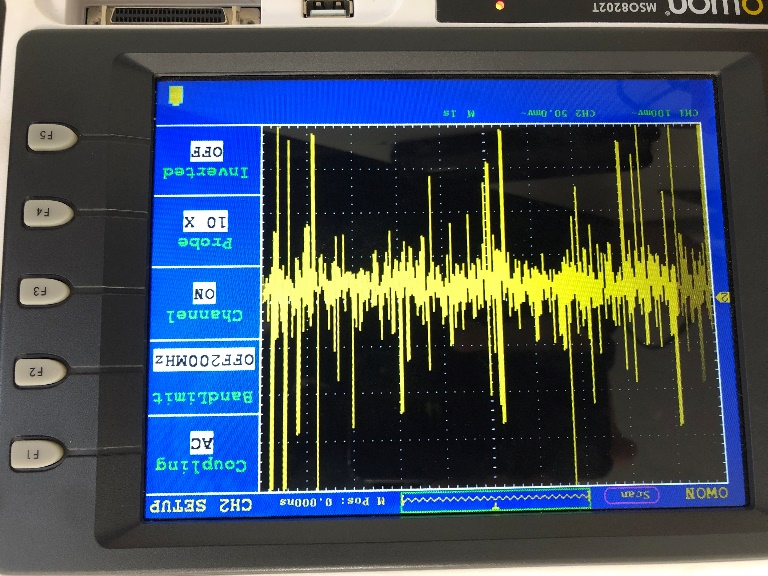 OWON
Scan
M Pos: 0.000ns
CH2 SETUP
Coupling
AC
BandLimit
OFF200MHz
Channel
ON
Probe
10 X
Inverted
OFF
2
CH1 100mv~
CH2 50.0mv~
M 1s
F1
F2
F3
F4
F5
OWON
MSO8202T